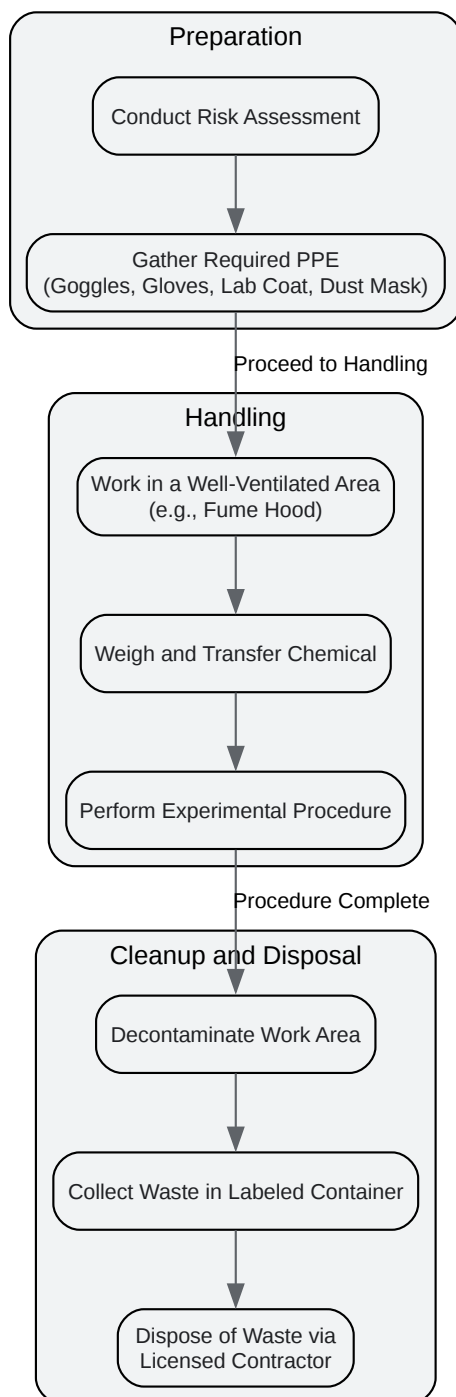 Preparation
Conduct Risk Assessment
Gather Required PPE
(Goggles, Gloves, Lab Coat, Dust Mask)
Proceed to Handling
Handling
Work in a Well-Ventilated Area
(e.g., Fume Hood)
Weigh and Transfer Chemical
Perform Experimental Procedure
Procedure Complete
Cleanup and Disposal
Decontaminate Work Area
Collect Waste in Labeled Container
Dispose of Waste via
Licensed Contractor